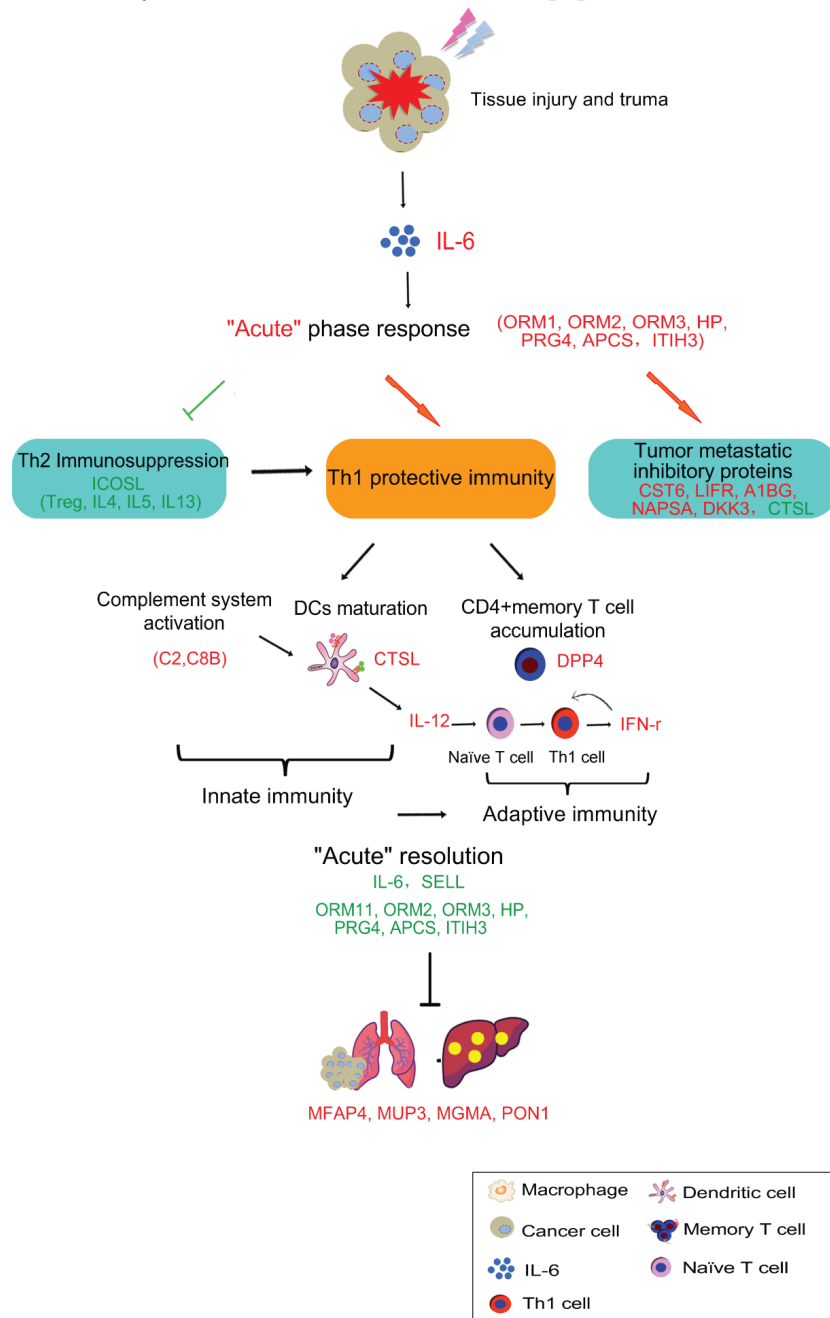 Tissue injury and truma
IL-6
"Acute" phase response
(ORM1, ORM2, ORM3, HP,
PRG4, APCS，ITIH3)
Th2 Immunosuppression
ICOSL
(Treg, IL4, IL5, IL13)
Th1 protective immunity
Tumor metastatic
inhibitory proteins
CST6, LIFR, A1BG,
NAPSA, DKK3, CTSL
Complement system
activation
(C2,C8B)
DCs maturation
CTSL
CD4+memory T cell
accumulation
DPP4
IL-12
IFN-r
Naïve T cell
Th1 cell
Innate immunity
Adaptive immunity
"Acute" resolution
IL-6，SELL
ORM11, ORM2, ORM3, HP,
PRG4, APCS, ITIH3
MFAP4, MUP3, MGMA, PON1
Macrophage
Dendritic cell
Cancer cell
Memory T cell
IL-6
Naïve T cell
Th1 cell